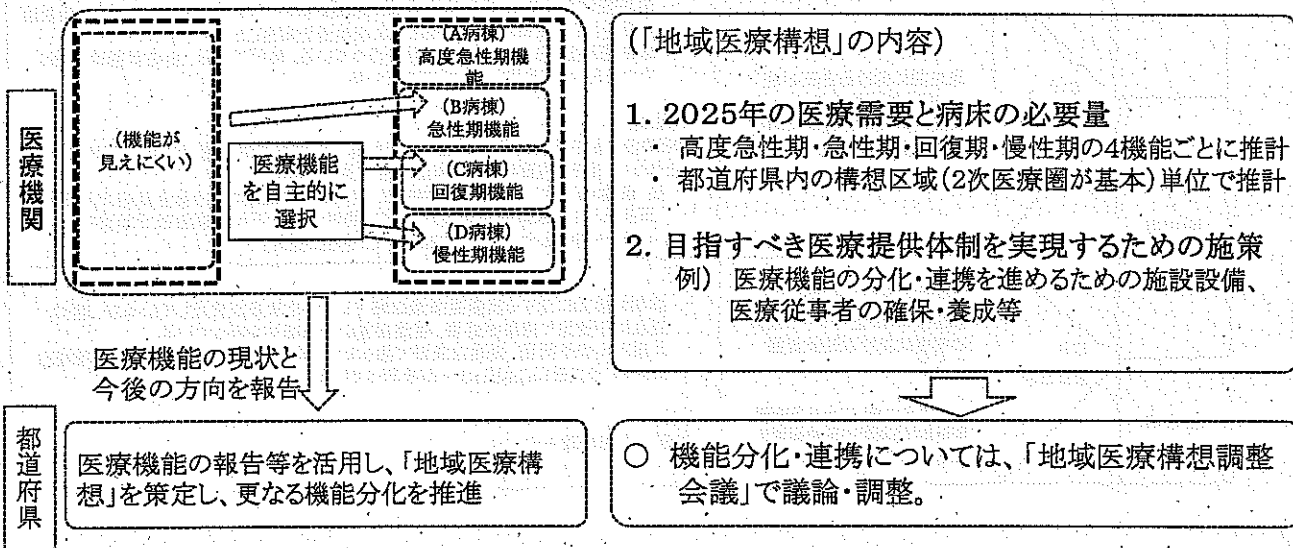 医療機関
(機能が
見えにくい)
医療機能
を自主的に
選択
(A病棟)
高度急性期機
能
(B病棟)
急性期機能
(C病棟)
回復期機能
(D病棟)
慢性期機能
医療機能の現状と
今後の方向を報告
都道府県
医療機能の報告等を活用し、「地域医療構
想」を策定し、更なる機能分化を推進
(「地域医療構想」の内容)
1. 2025年の医療需要と病床の必要量
・ 高度急性期・急性期・回復期・慢性期の4機能ごとに推計
・ 都道府県内の構想区域(2次医療圏が基本)単位で推計
2. 目指すべき医療提供体制を実現するための施策
例) 医療機能の分化・連携を進めるための施設設備、
医療従事者の確保・養成等
○ 機能分化・連携については、「地域医療構想調整
会議」で議論・調整。